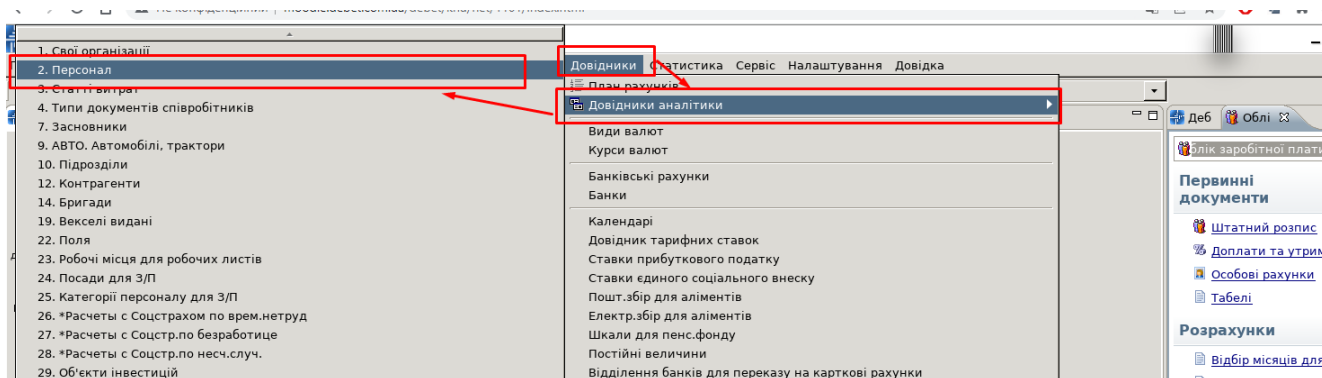 1. Свої організації
2. Персонал
3. Статті витрат
4. Типи документів співробітників
7. Засновники
9. АВТО. Автомобілі, трактори
10. Підрозділи
12. Контрагенти
14. Бригади
19. Векселі видані
22. Поля
23. Робочі місця для робочих листів
24. Посади для З/П
25. Категорії персоналу для З/П
26. *Расчеты с Соцстрахом по врем.нетруд
27. *Расчеты с Соцстр.по безработице
28. *Расчеты с Соцстр.по несч.случ.
29. Об'єкти інвестицій
Довідники Статистика Сервіс Налаштування Довідка
План рахунків
Довідники аналітики
Види валют
Курси валют
Банківські рахунки
Банки
Календарі
Довідник тарифних ставок
Ставки прибуткового податку
Ставки єдиного соціального внеску
Пошт.збір для аліментів
Електр.збір для аліментів
Шкали для пенс.фонду
Постійні величини
Відділення банків для переказу на карткові рахунки
Деб Облі
блік заробітної плати
Первинні
документи
Штатний розпис
Доплати та утрим
Особові рахунки
Табелі
Розрахунки
Відбір місяців для